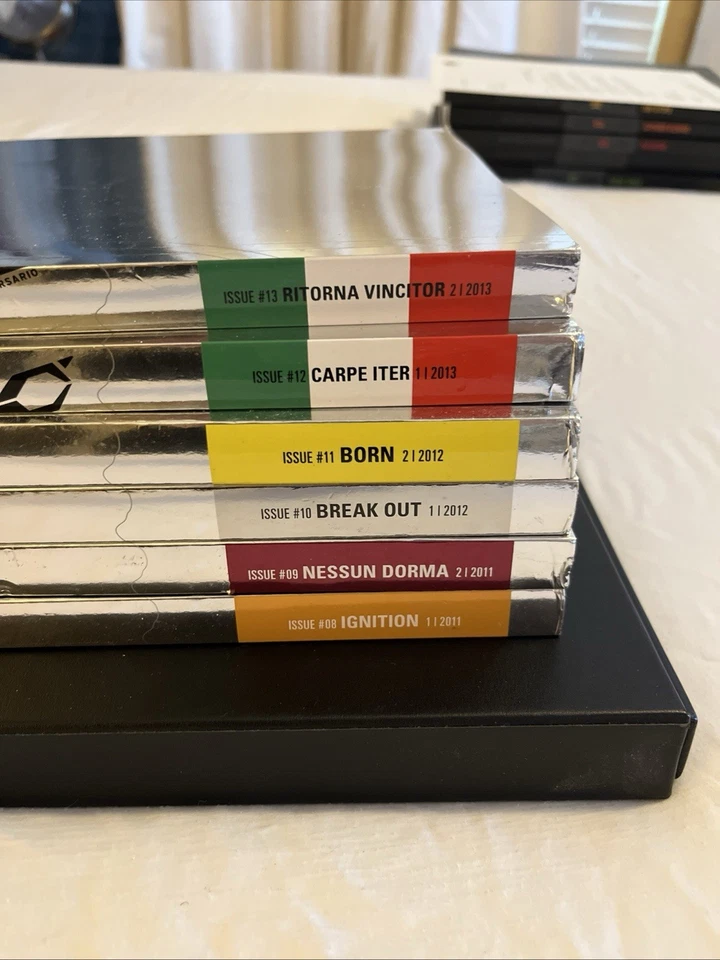 RSARIO
ISSUE #13 RITORNA VINCITOR 2 | 2013
ISSUE #12 CARPE ITER 1 | 2013
ISSUE #11 BORN 2 | 2012
ISSUE #10 BREAK OUT 1 | 2012
ISSUE #09 NESSUN DORMA 2 | 2011
ISSUE #08 IGNITION 1 | 2011